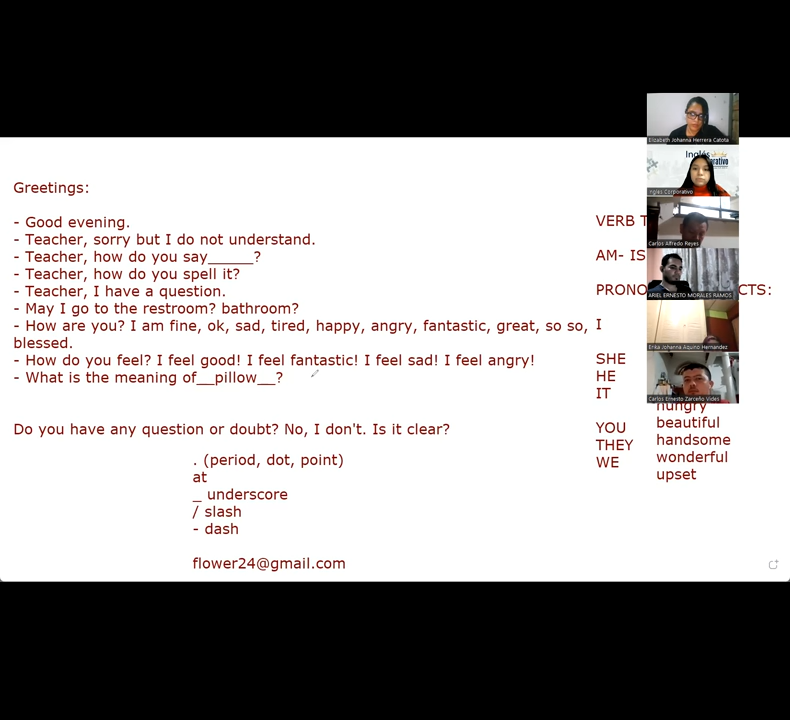 Greetings:
- Good evening.
- Teacher, sorry but I do not understand.
- Teacher, how do you say_____?
- Teacher, how do you spell it?
- Teacher, I have a question.
- May I go to the restroom? bathroom?
- How are you? I am fine, ok, sad, tired, happy, angry, fantastic, great, so so,
blessed.
- How do you feel? I feel good! I feel fantastic! I feel sad! I feel angry!
- What is the meaning of__pillow__?
Do you have any question or doubt? No, I don't. Is it clear?
. (period, dot, point)
at
_ underscore
/ slash
- dash
flower24@gmail.com
VERB T
AM- IS
PRONO CTS:
I
SHE
HE
IT
YOU
THEY
WE
hungry
beautiful
handsome
wonderful
upset
Elizabeth Johanna Herrera Catota
Inglés
Inglés Corporativo
Carlos Alfredo Reyes
ARIEL ERNESTO MORALES RAMOS
Erika Johanna Aquino Hernandez
Carlos Ernesto Zarceño Vides